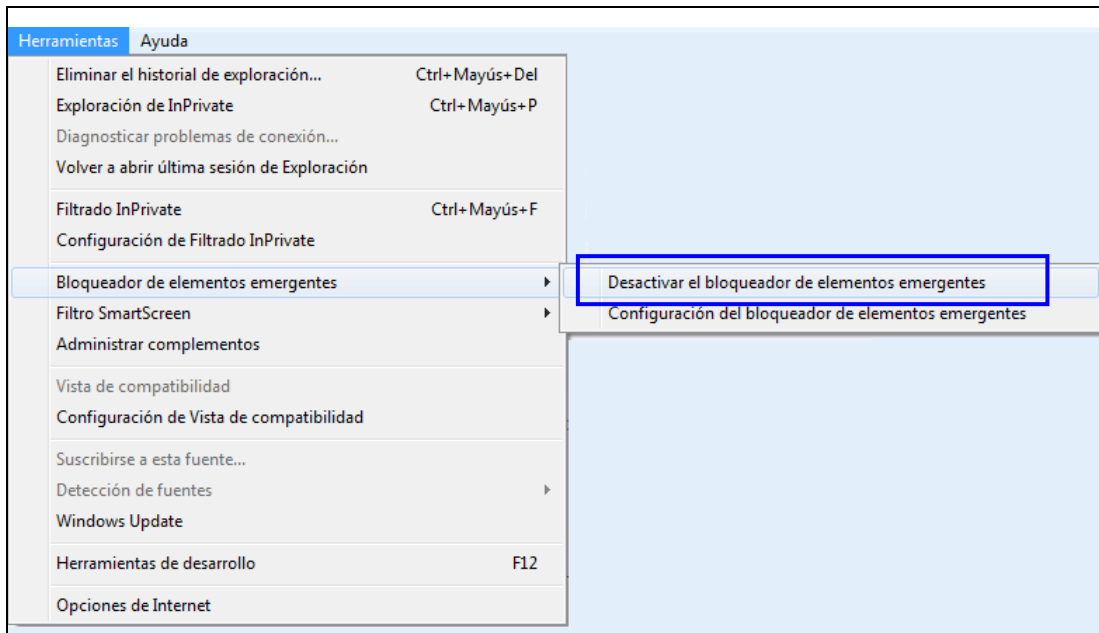 Herramientas Ayuda
Eliminar el historial de exploración... Ctrl+Mayús+Del
Exploración de InPrivate Ctrl+Mayús+P
Diagnosticar problemas de conexión...
Volver a abrir última sesión de Exploración
Filtrado InPrivate Ctrl+Mayús+F
Configuración de Filtrado InPrivate
Bloqueador de elementos emergentes
Desactivar el bloqueador de elementos emergentes
Filtro SmartScreen
Configuración del bloqueador de elementos emergentes
Administrar complementos
Vista de compatibilidad
Configuración de Vista de compatibilidad
Suscribirse a esta fuente...
Detección de fuentes
Windows Update
Herramientas de desarrollo F12
Opciones de Internet